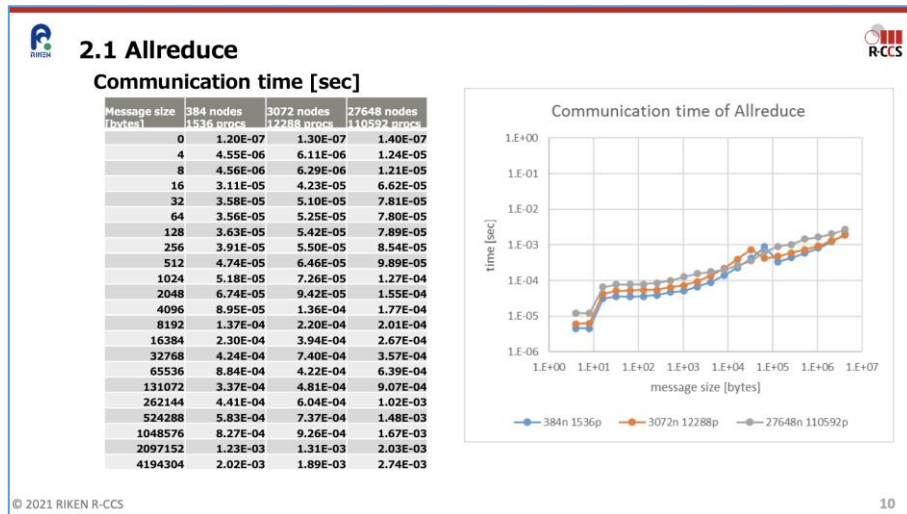 RIKEN
R-CCS
2.1 Allreduce
Communication time [sec]
Message size [bytes] 384 nodes 1536 procs 3072 nodes 12288 procs 27648 nodes 110592 procs
0 1.20E-07 1.30E-07 1.40E-07
4 4.55E-06 6.11E-06 1.24E-05
8 4.56E-06 6.29E-06 1.21E-05
16 3.11E-05 4.23E-05 6.62E-05
32 3.58E-05 5.10E-05 7.81E-05
64 3.56E-05 5.25E-05 7.80E-05
128 3.63E-05 5.42E-05 7.89E-05
256 3.91E-05 5.50E-05 8.54E-05
512 4.74E-05 6.46E-05 9.89E-05
1024 5.18E-05 7.26E-05 1.27E-04
2048 6.74E-05 9.42E-05 1.55E-04
4096 8.95E-05 1.36E-04 1.77E-04
8192 1.37E-04 2.20E-04 2.01E-04
16384 2.30E-04 3.94E-04 2.67E-04
32768 4.24E-04 7.40E-04 3.57E-04
65536 8.84E-04 4.22E-04 6.39E-04
131072 3.37E-04 4.81E-04 9.07E-04
262144 4.41E-04 6.04E-04 1.02E-03
524288 5.83E-04 7.37E-04 1.48E-03
1048576 8.27E-04 9.26E-04 1.67E-03
2097152 1.23E-03 1.31E-03 2.03E-03
4194304 2.02E-03 1.89E-03 2.74E-03
Communication time of Allreduce
1.E+00
1.E-01
1.E-02
1.E-03
1.E-04
1.E-05
1.E-06
time [sec]
1.E+00 1.E+01 1.E+02 1.E+03 1.E+04 1.E+05 1.E+06 1.E+07
message size [bytes]
384n 1536p 3072n 12288p 27648n 110592p
© 2021 RIKEN R-CCS
10